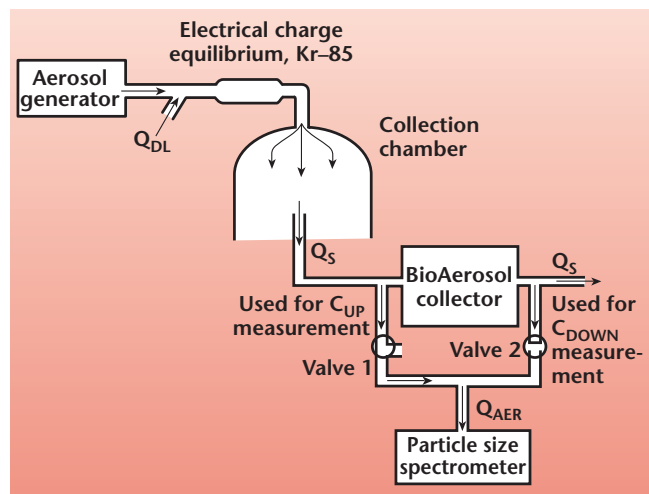 Electrical charge
equilibrium, Kr–85
Aerosol
generator
QDL
Collection
chamber
QS
BioAerosol
collector
QS
Used for CUP
measurement
Used for
CDOWN
measure-
ment
Valve 1
Valve 2
QAER
Particle size
spectrometer